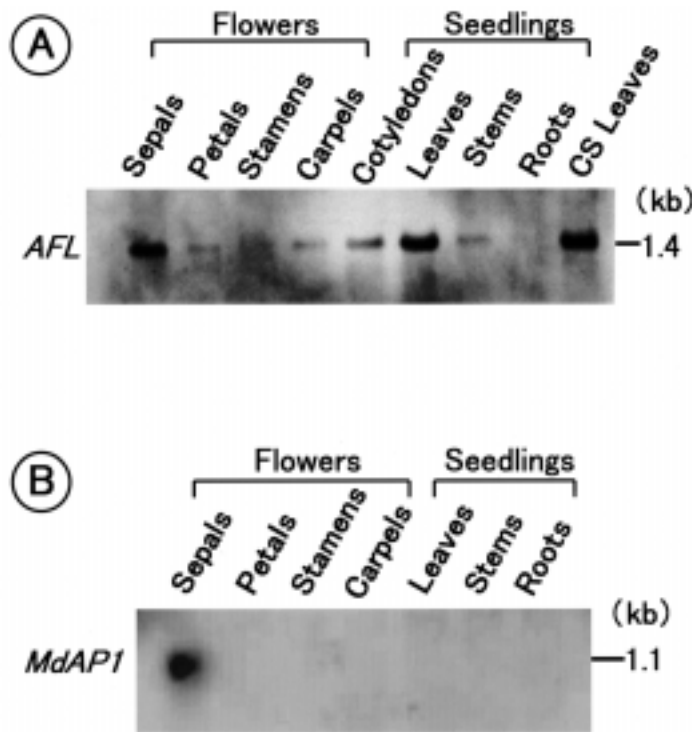 A
Flowers
Seedlings
Sepals
Petals
Stamens
Carpels
Cotyledons
Leaves
Stems
Roots
CS Leaves
(kb)
AFL
1.4
B
Flowers
Seedlings
Sepals
Petals
Stamens
Carpels
Leaves
Stems
Roots
(kb)
MdAP1
1.1